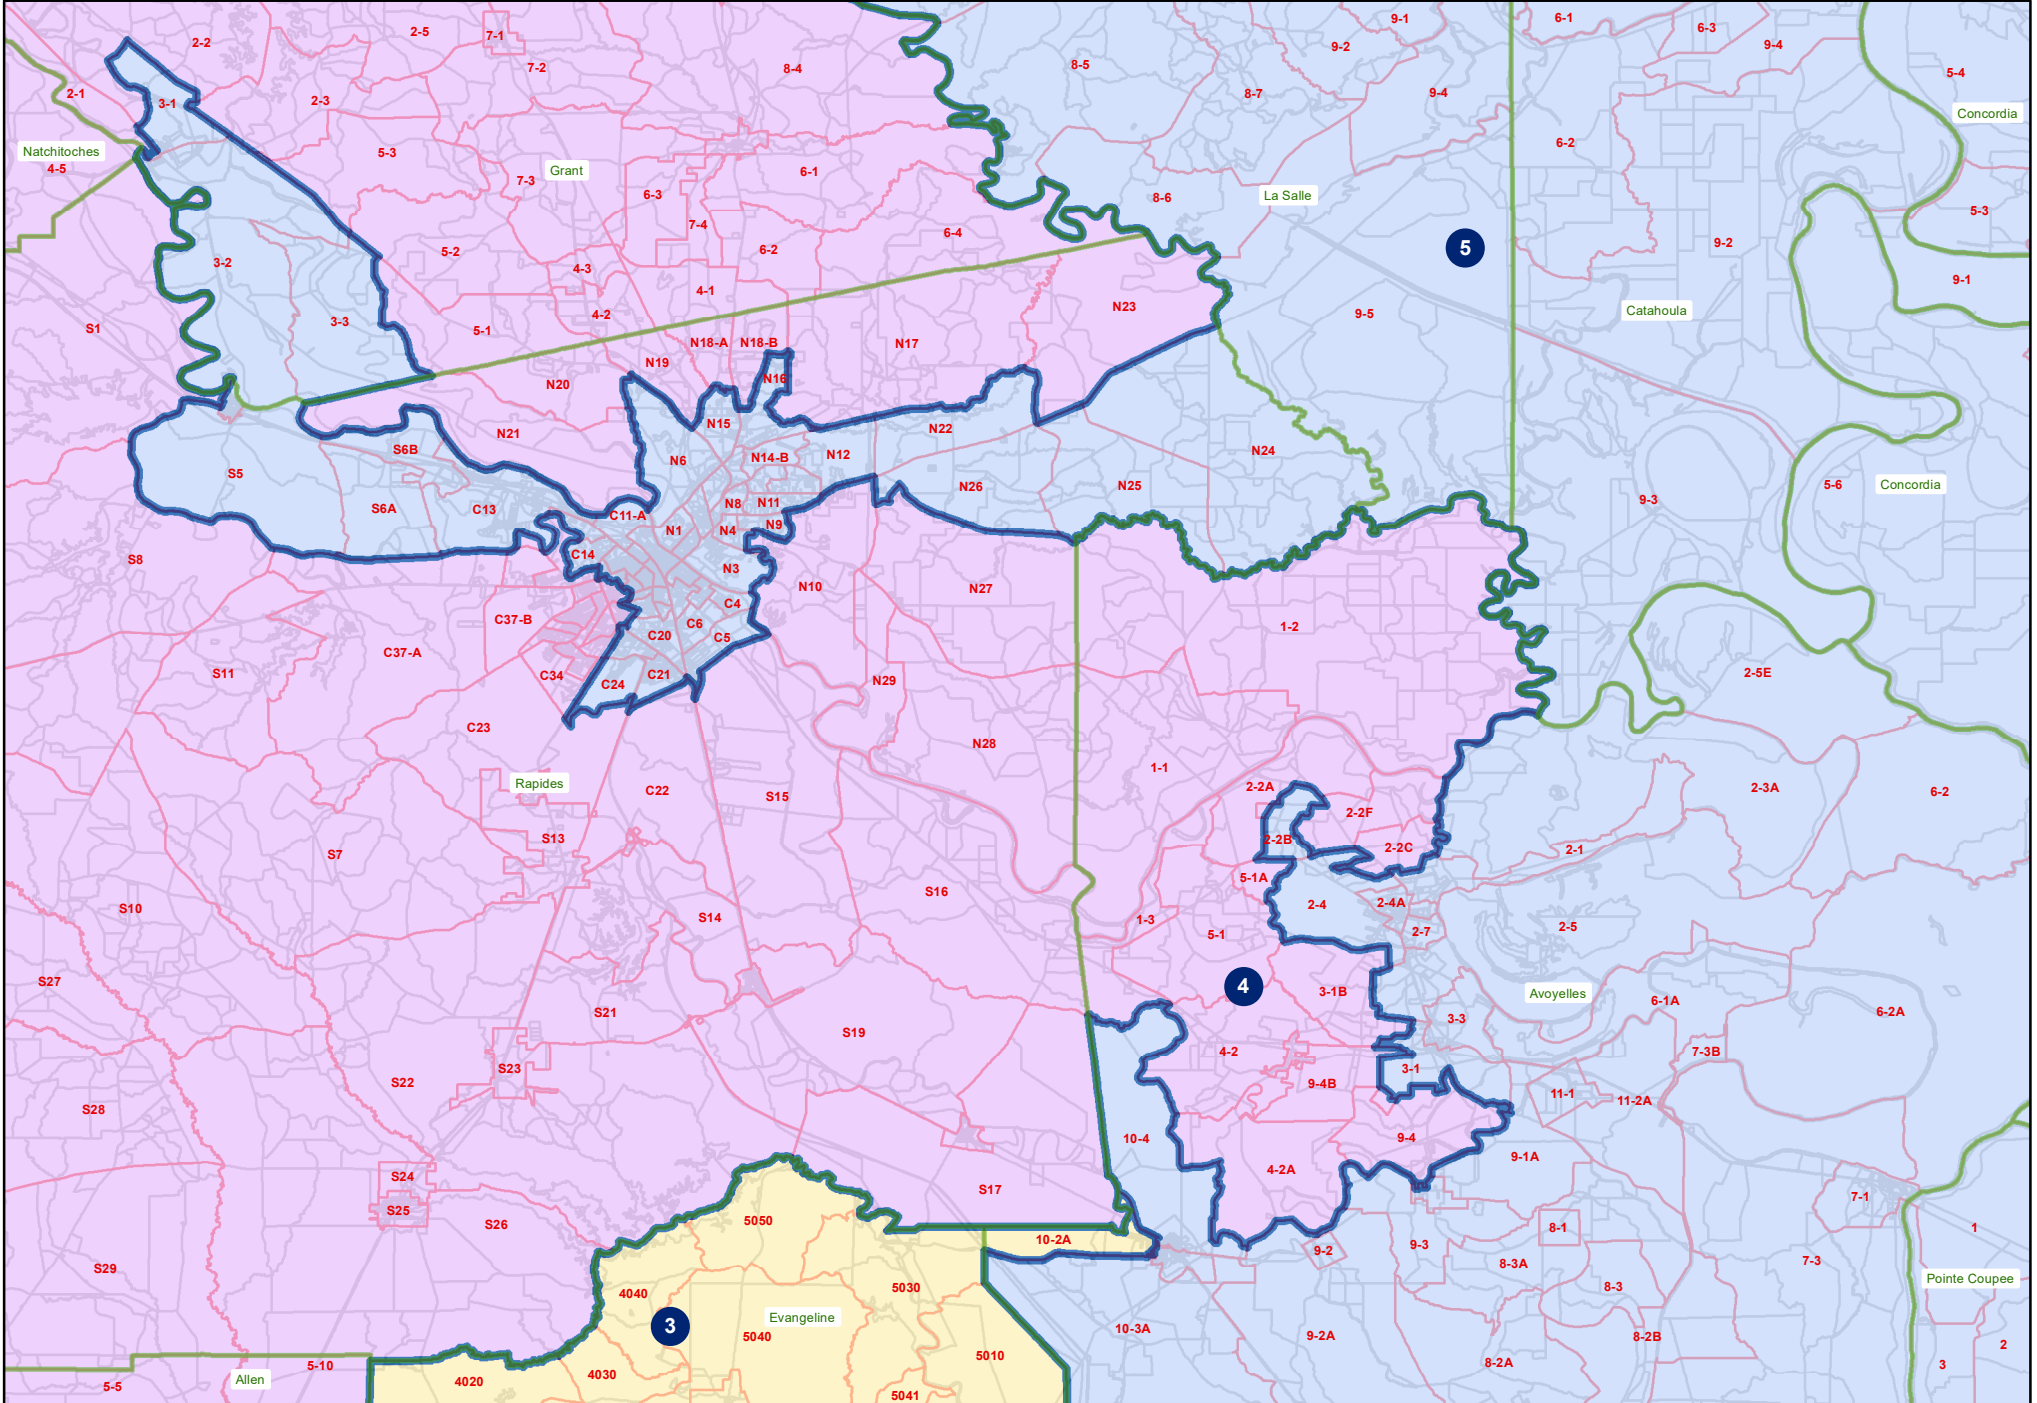 2-2
2-5
7-1
9-1
6-1
6-3
9-4
9-2
7-2
8-4
8-5
5-4
2-1
3-1
2-3
8-7
9-4
Concordia
Natchitoches
4-5
5-3
Grant
6-1
6-2
7-3
6-3
8-6
La Salle
5-3
7-4
6-4
5
9-2
5-2
6-2
3-2
4-3
9-1
4-1
N23
Catahoula
S1
3-3
5-1
4-2
9-5
N19
N18-A
N18-B
N17
N20
N16
N21
N15
N22
S6B
N24
S5
N6
N14-B
N12
N26
N25
5-6
Concordia
9-3
S6A
C13
C11-A
N8
N11
N1
N4
N9
S8
C14
N3
N10
N27
C4
C37-B
C6
C20
C5
1-2
C37-A
S11
C34
C24
C21
N29
2-5E
C23
N28
1-1
Rapides
C22
S15
2-2A
2-3A
6-2
2-2F
S13
2-2B
2-2C
2-1
S7
5-1A
S16
S10
S14
1-3
2-4
2-4A
5-1
2-7
2-5
S27
4
3-1B
Avoyelles
6-1A
S21
3-3
6-2A
S19
4-2
7-3B
S23
3-1
S22
9-4B
11-1
11-2A
S28
10-4
9-4
9-1A
S24
4-2A
S17
7-1
S25
S26
5050
8-1
1
10-2A
9-2
9-3
S29
8-3A
7-3
Pointe Coupee
4040
5030
8-3
3
Evangeline
5040
10-3A
9-2A
8-2B
2
5-10
5010
8-2A
3
Allen
5-5
4020
4030
5041